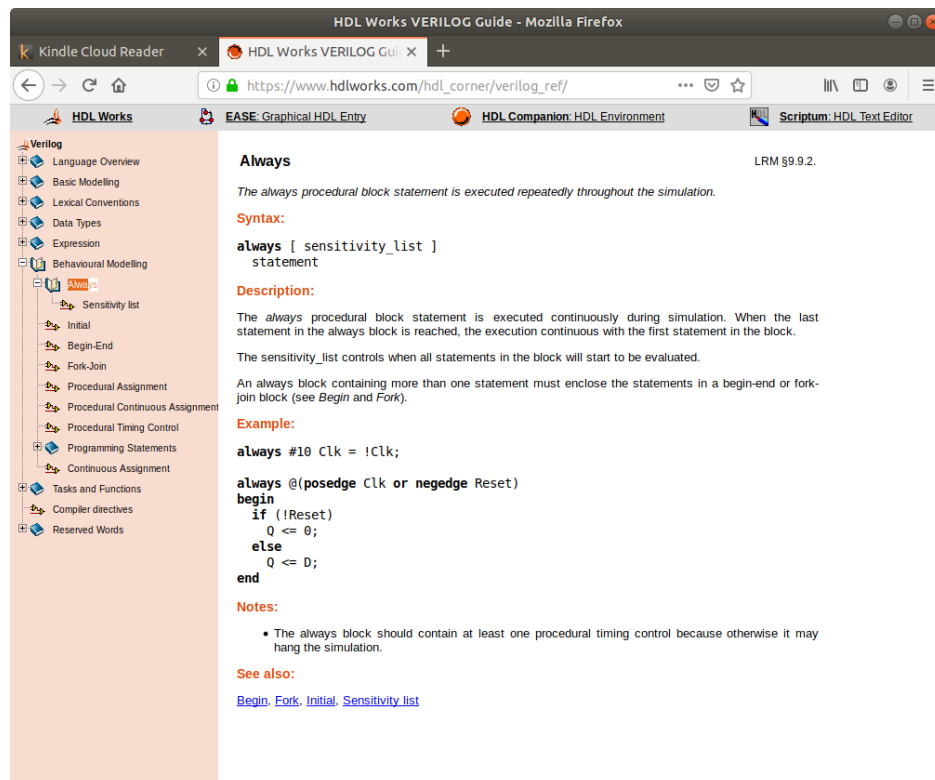 HDL Works VERILOG Guide - Mozilla Firefox
Kindle Cloud Reader
HDL Works VERILOG Gui
https://www.hdlworks.com/hdl_corner/verilog_ref/
HDL Works
EASE: Graphical HDL Entry
HDL Companion: HDL Environment
Scriptum: HDL Text Editor
Verilog
Language Overview
Basic Modelling
Lexical Conventions
Data Types
Expression
Behavioural Modelling
Always
Sensitivity list
Initial
Begin-End
Fork-Join
Procedural Assignment
Procedural Continuous Assignment
Procedural Timing Control
Programming Statements
Continuous Assignment
Tasks and Functions
Compiler directives
Reserved Words
Always
LRM §9.9.2.
The always procedural block statement is executed repeatedly throughout the simulation.
Syntax:
always [ sensitivity_list ]
statement
Description:
The always procedural block statement is executed continuously during simulation. When the last
statement in the always block is reached, the execution continuous with the first statement in the block.
The sensitivity_list controls when all statements in the block will start to be evaluated.
An always block containing more than one statement must enclose the statements in a begin-end or fork-
join block (see Begin and Fork).
Example:
always #10 Clk = !Clk;
always @(posedge Clk or negedge Reset)
begin
if (!Reset)
Q <= 0;
else
Q <= D;
end
Notes:
• The always block should contain at least one procedural timing control because otherwise it may
hang the simulation.
See also:
Begin, Fork, Initial, Sensitivity list